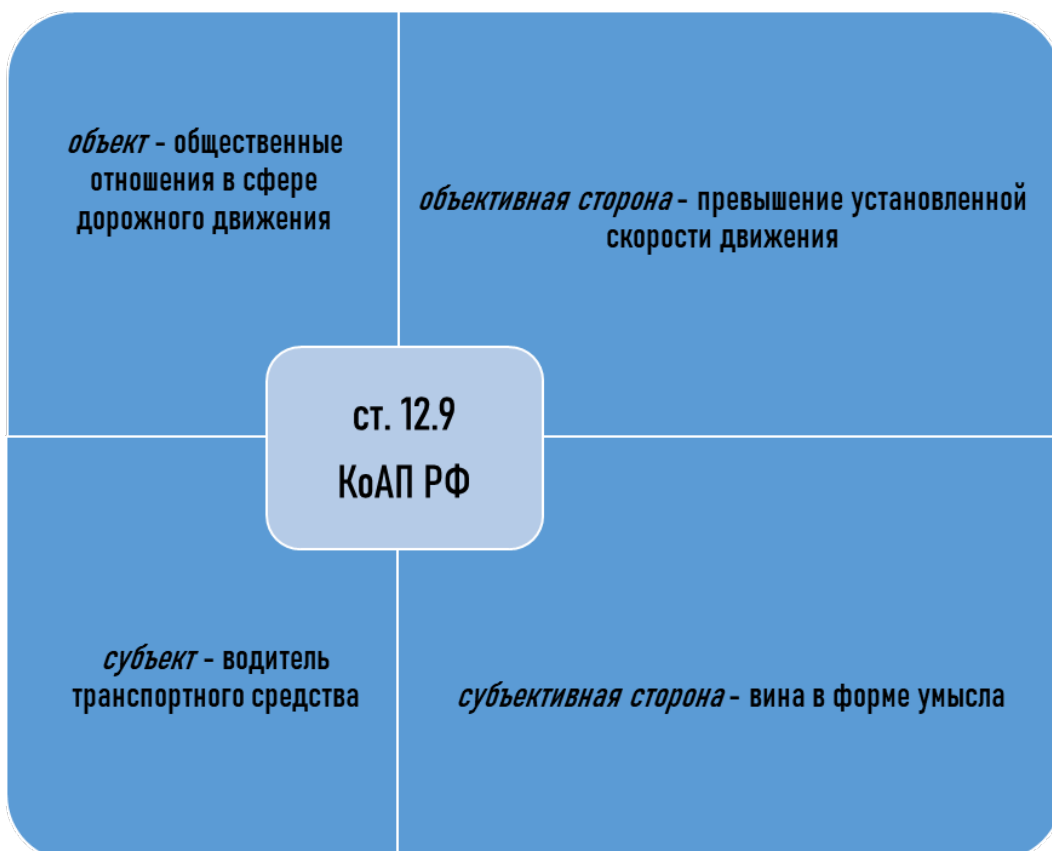 объект - общественные
отношения в сфере
дорожного движения
объективная сторона - превышение установленной
скорости движения
ст. 12.9
КоАП РФ
субъект - водитель
транспортного средства
субъективная сторона - вина в форме умысла